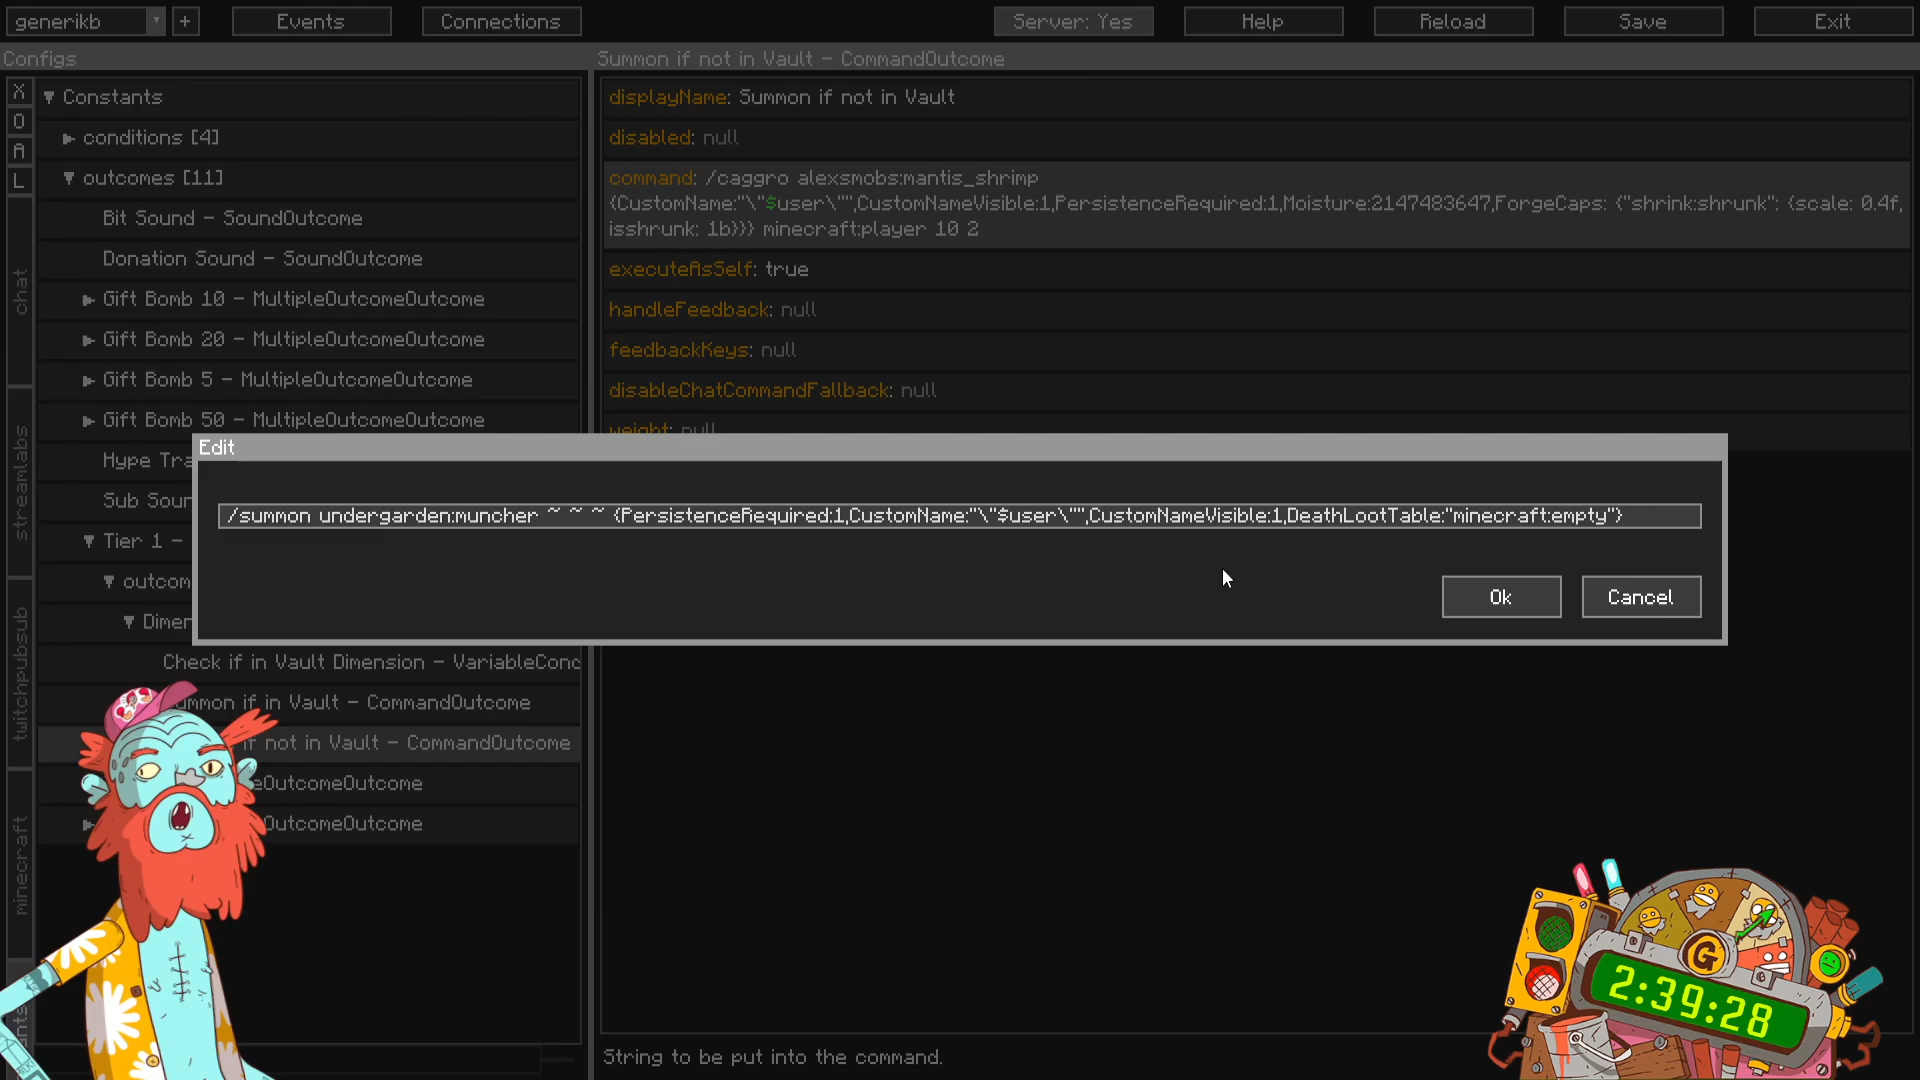 generikb
+
Events
Connections
Server: Yes
Help
Reload
Save
Exit
Configs
Summon if not in Vault - CommandOutcome
X
O
A
L
chat
streamlabs
twitchpubsub
minecraft
nts
Constants
conditions [4]
outcomes [11]
Bit Sound - SoundOutcome
Donation Sound - SoundOutcome
Gift Bomb 10 - MultipleOutcomeOutcome
Gift Bomb 20 - MultipleOutcomeOutcome
Gift Bomb 5 - MultipleOutcomeOutcome
Gift Bomb 50 - MultipleOutcomeOutcome
Hype Tra
Sub Soun
Tier 1 -
outcom
Dimen
Check if in Vault Dimension - VariableCond
ummon if in Vault - CommandOutcome
if not in Vault - CommandOutcome
eOutcomeOutcome
OutcomeOutcome
displayName: Summon if not in Vault
disabled: null
command: /caggro alexsmobs:mantis_shrimp
{CustomName:"\"$user\"",CustomNameVisible:1,PersistenceRequired:1,Moisture:2147483647,ForgeCaps: {"shrink:shrunk": {scale: 0.4f,
isshrunk: 1b}}} minecraft:player 10 2
executeAsSelf: true
handleFeedback: null
feedbackKeys: null
disableChatCommandFallback: null
weight: null
Edit
/summon undergarden:muncher ~ ~ ~ {PersistenceRequired:1,CustomName:"\"$user\"",CustomNameVisible:1,DeathLootTable:"minecraft:empty"}
Ok
Cancel
String to be put into the command.
G
2:39:28